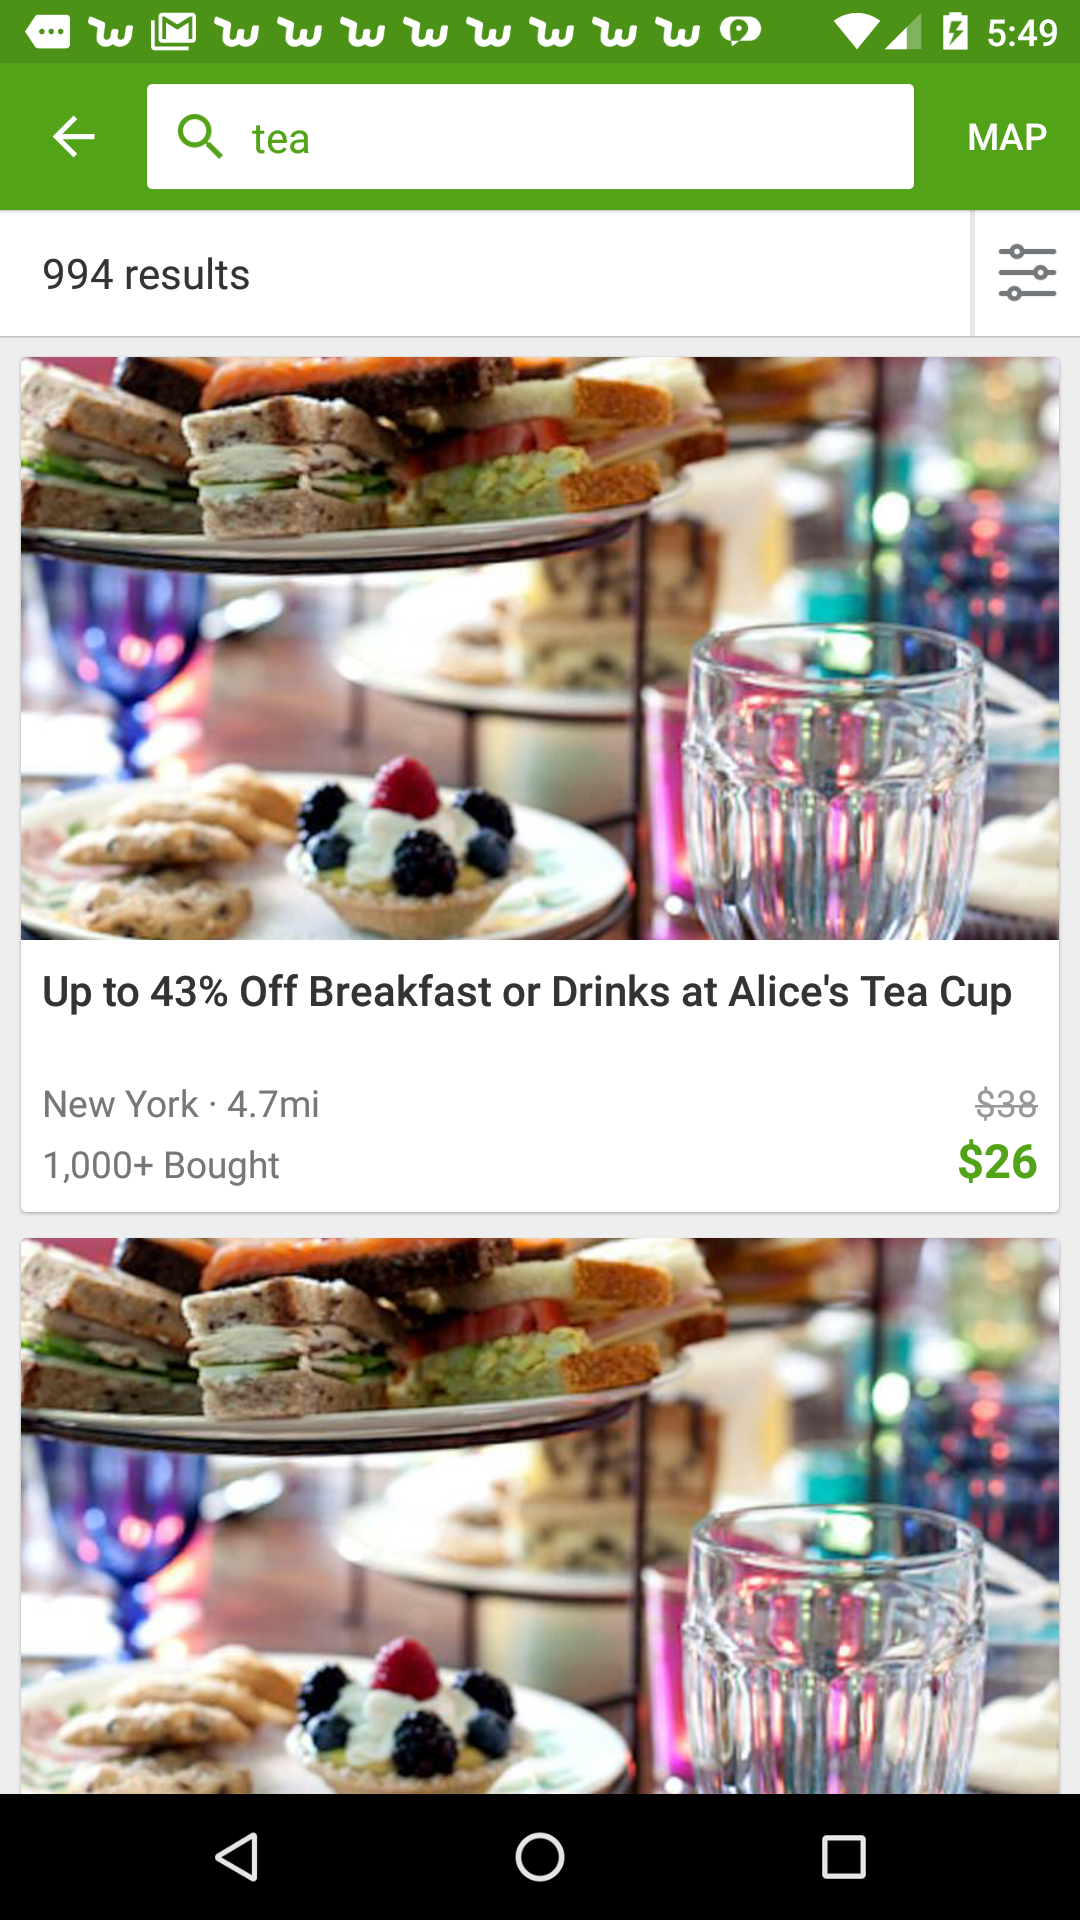 5:49
tea
MAP
994 results
Up to 43% Off Breakfast or Drinks at Alice's Tea Cup
New York · 4.7mi
$38
1,000+ Bought
$26